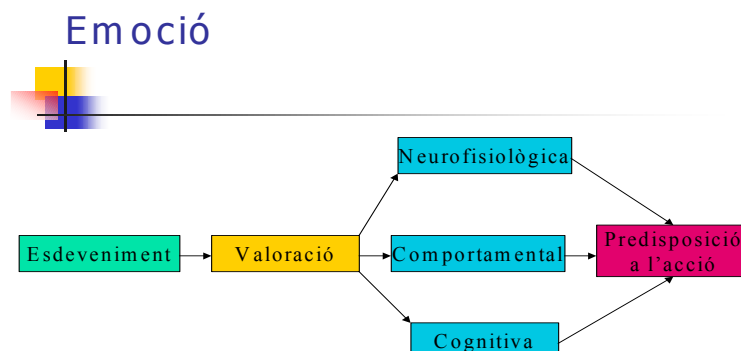 Emoció
Neurofisiològica
Esdeveniment
Valoració
Comportamental
Predisposició
a l'acció
Cognitiva